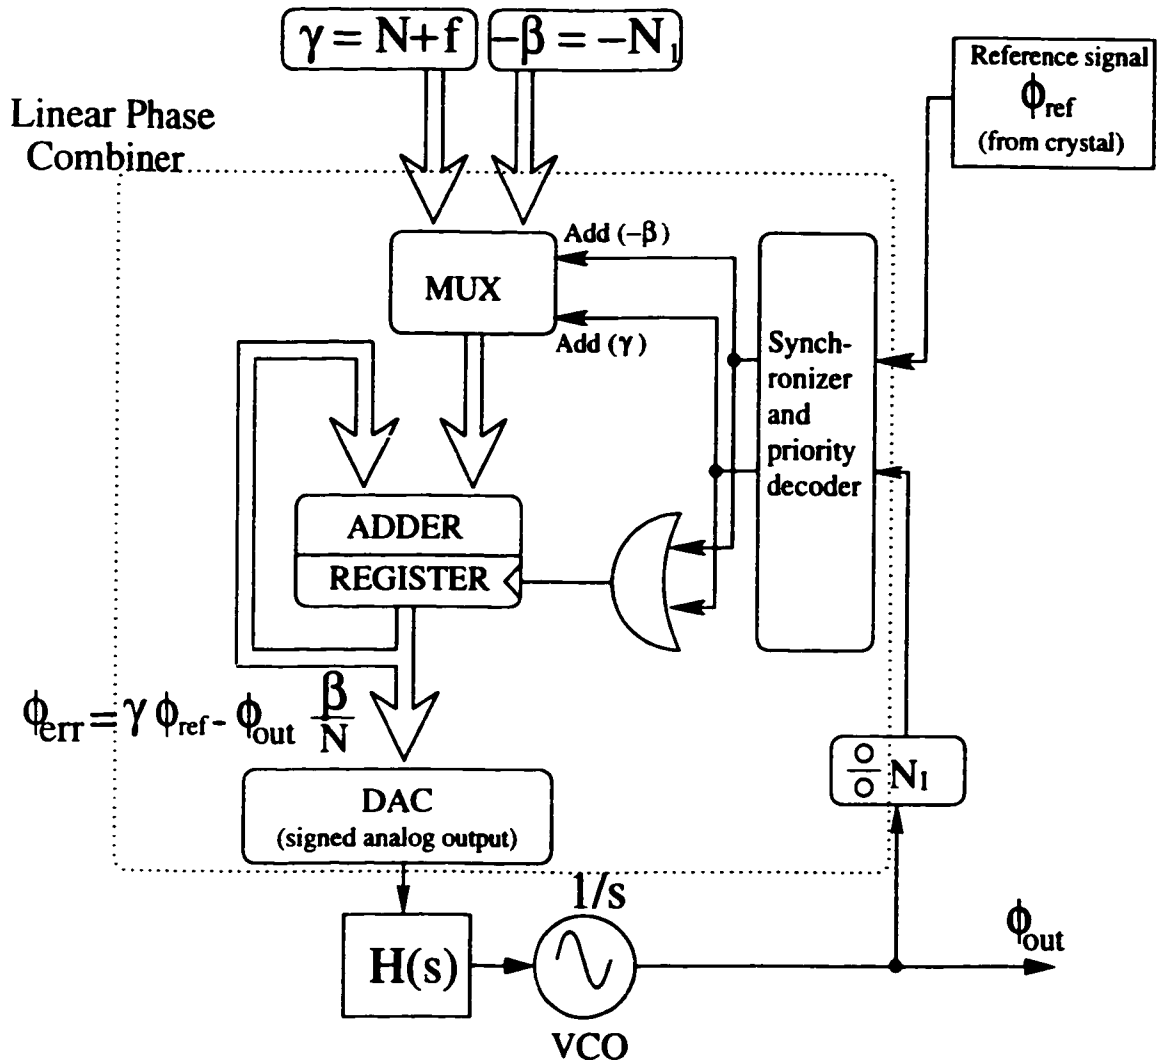 γ = N+f
-β = -N₁
Reference signal
ϕref
(from crystal)
Linear Phase
Combiner
MUX
Add (-β)
Add (γ)
Synch-
ronizer
and
priority
decoder
ADDER
REGISTER
ϕerr = γ ϕref - ϕout β/N
÷ N₁
DAC
(signed analog output)
H(s)
1/s
VCO
ϕout